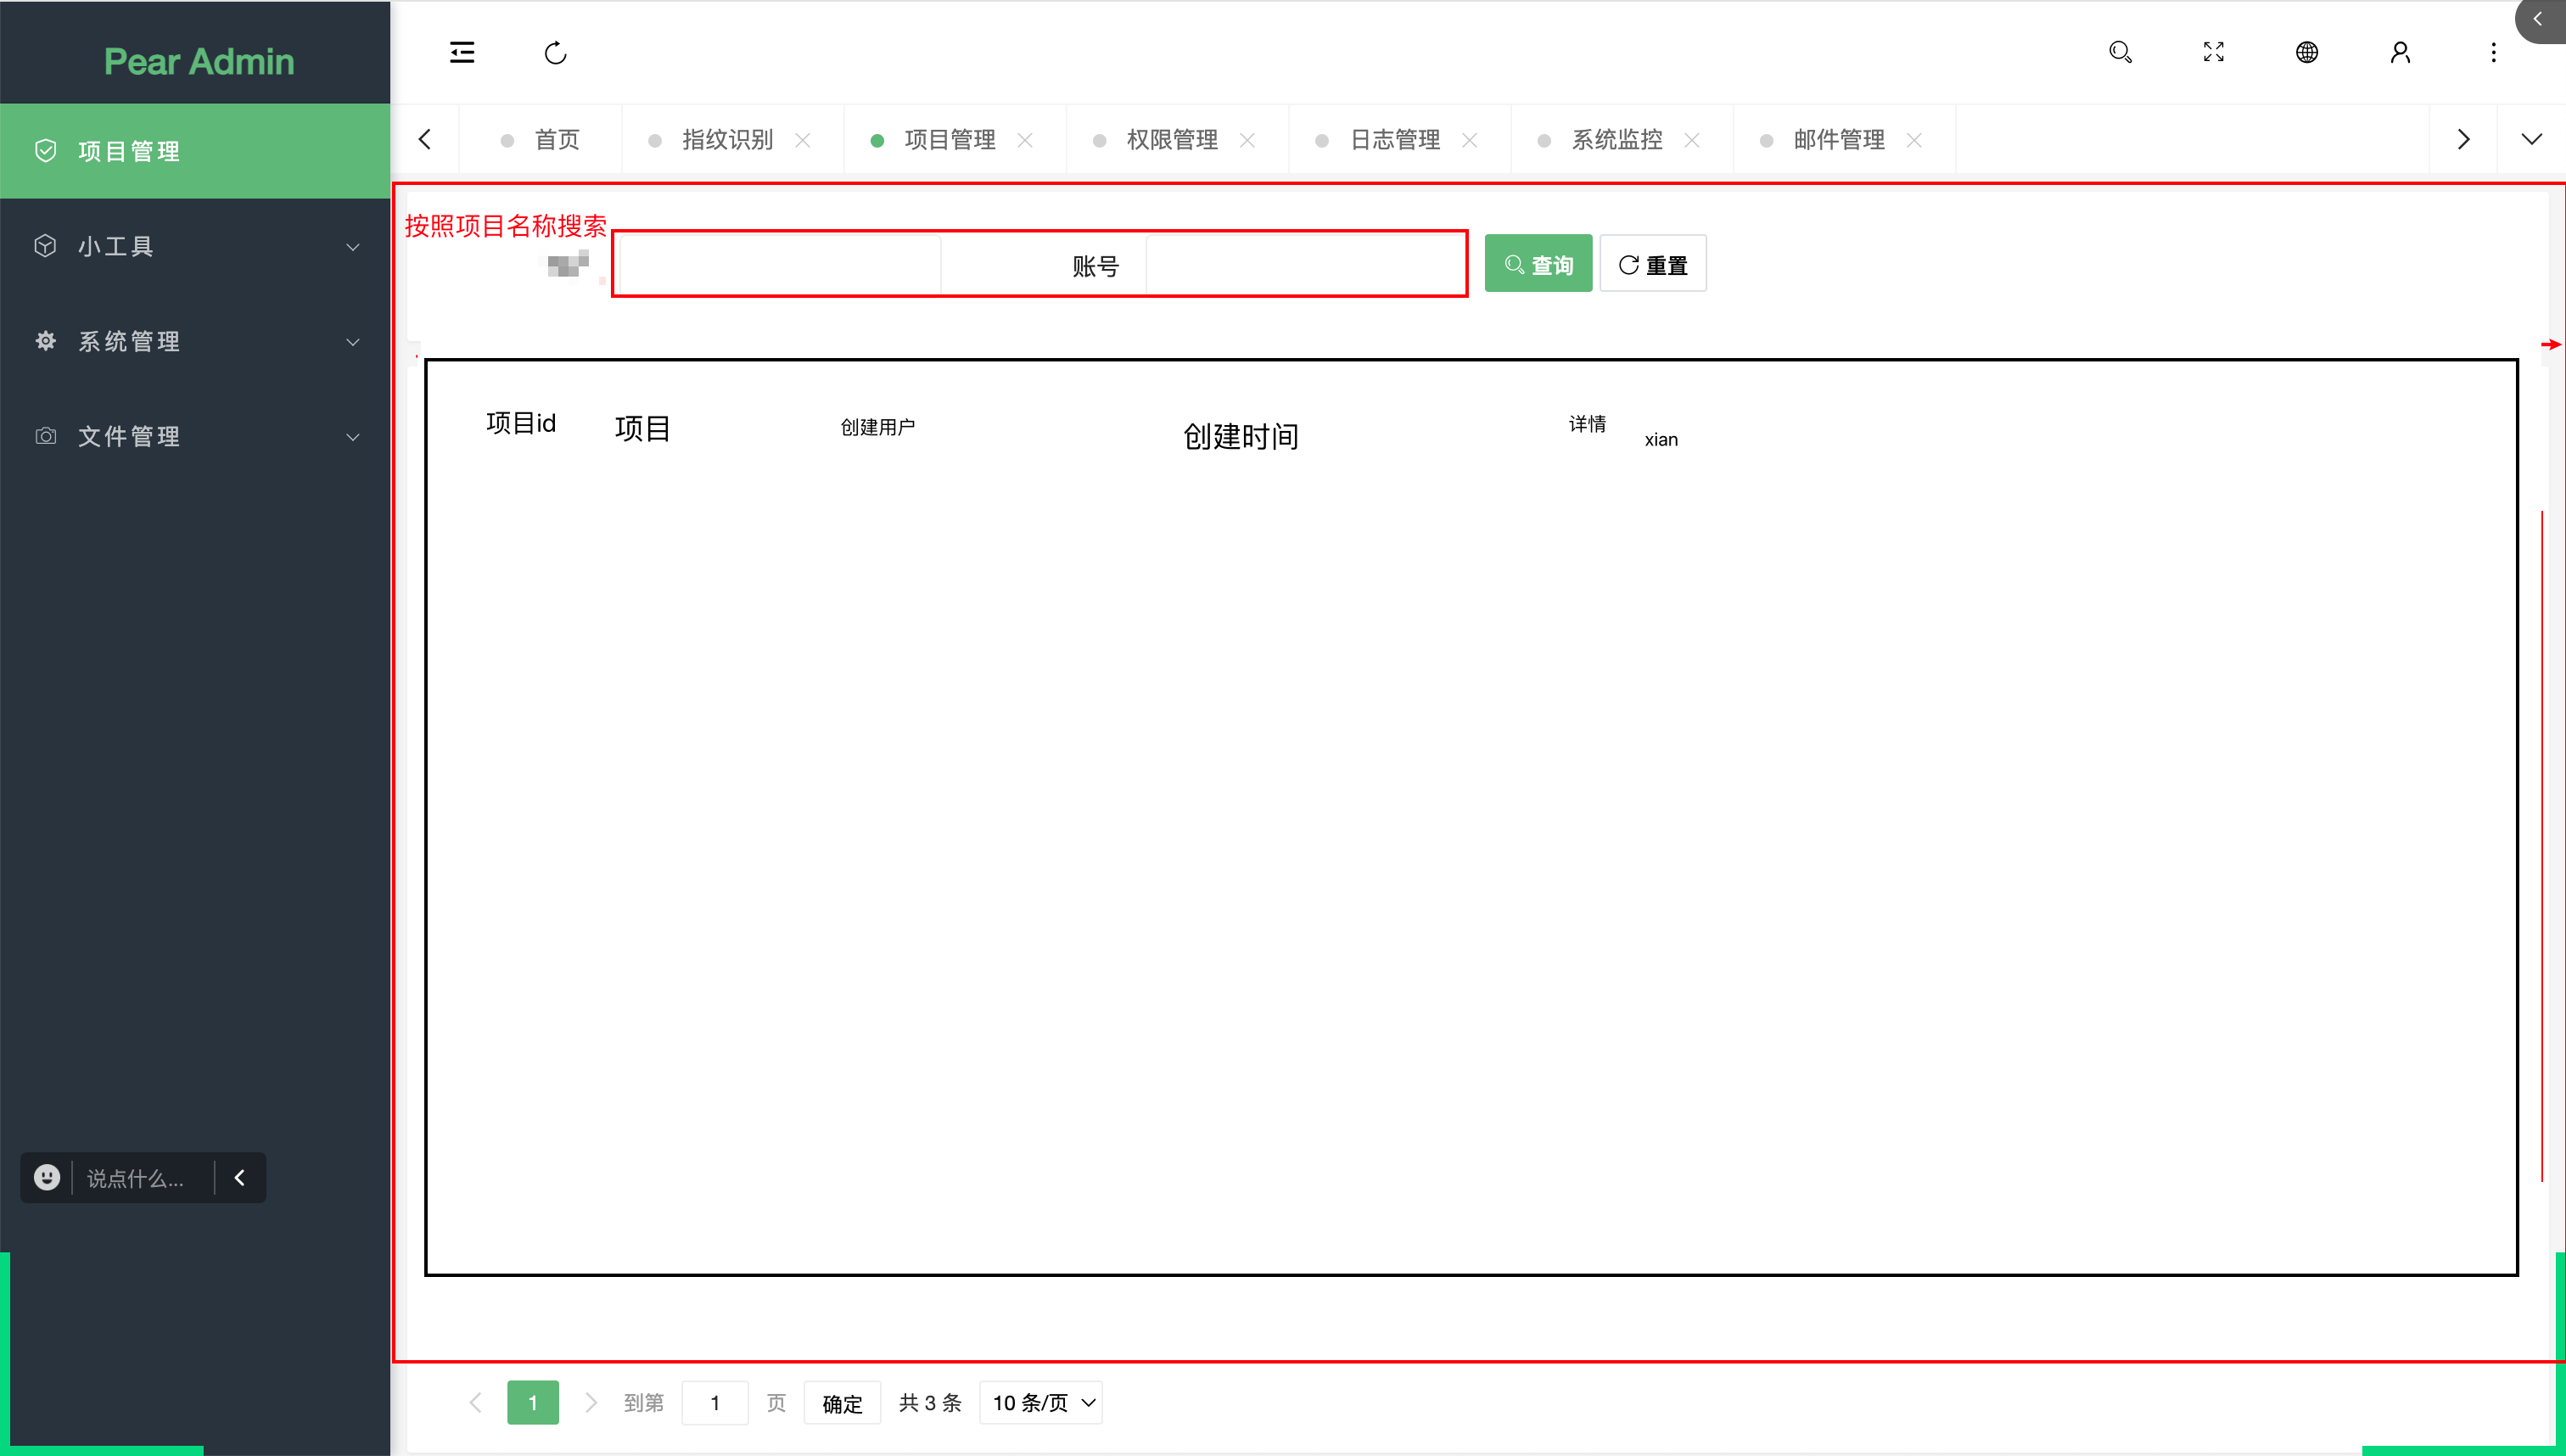 Pear Admin
项目管理
小工具
系统管理
文件管理
说点什么...
首页 指纹识别 项目管理 权限管理 日志管理 系统监控 邮件管理
按照项目名称搜索
账号 查询 重置
项目id 项目 创建用户 创建时间 详情 xian
1 到第 1 页 确定 共 3 条 10 条/页